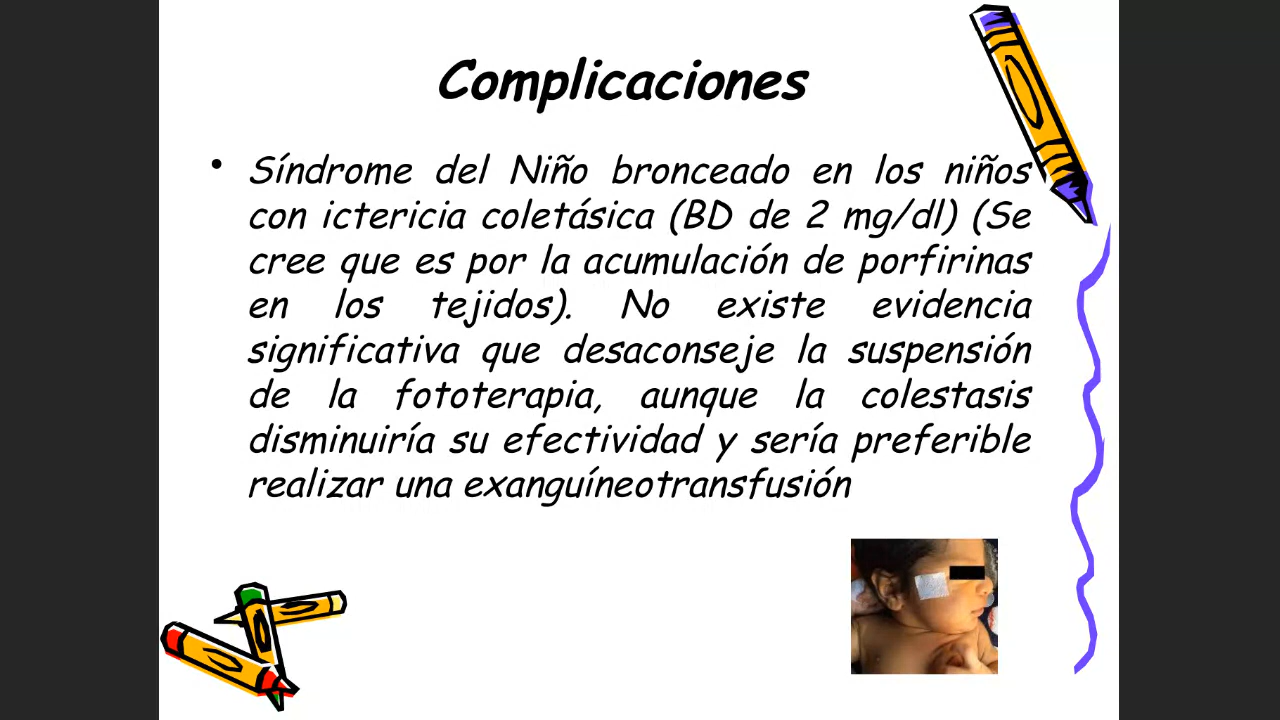 Complicaciones
• Síndrome del Niño bronceado en los niños
con ictericia coletásica (BD de 2 mg/dl) (Se
cree que es por la acumulación de porfirinas
en los tejidos). No existe evidencia
significativa que desaconseje la suspensión
de la fototerapia, aunque la colestasis
disminuiría su efectividad y sería preferible
realizar una exanguíneotransfusión